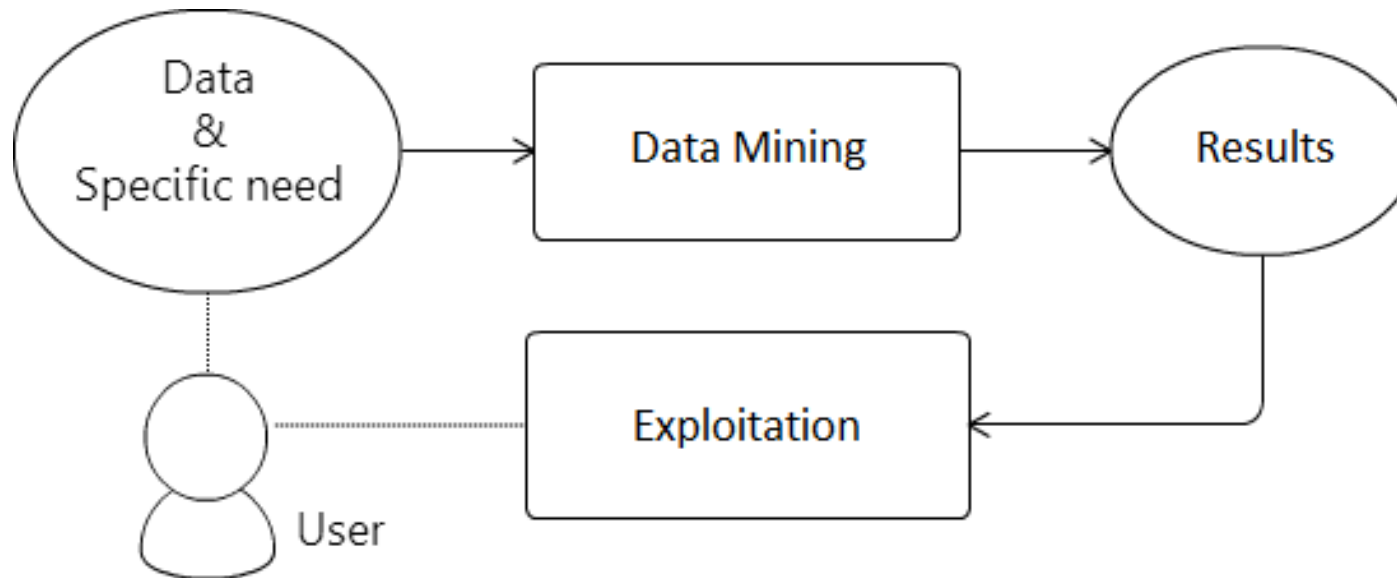 Data
&
Specific need
Data Mining
Results
Exploitation
User